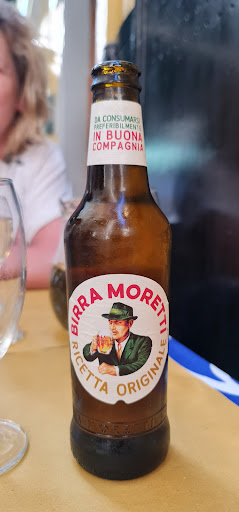 DA CONSUMARSI
PREFERIBILMENTE
IN BUONA
COMPAGNIA
BIRRA MORETTI
RICETTA ORIGINALE